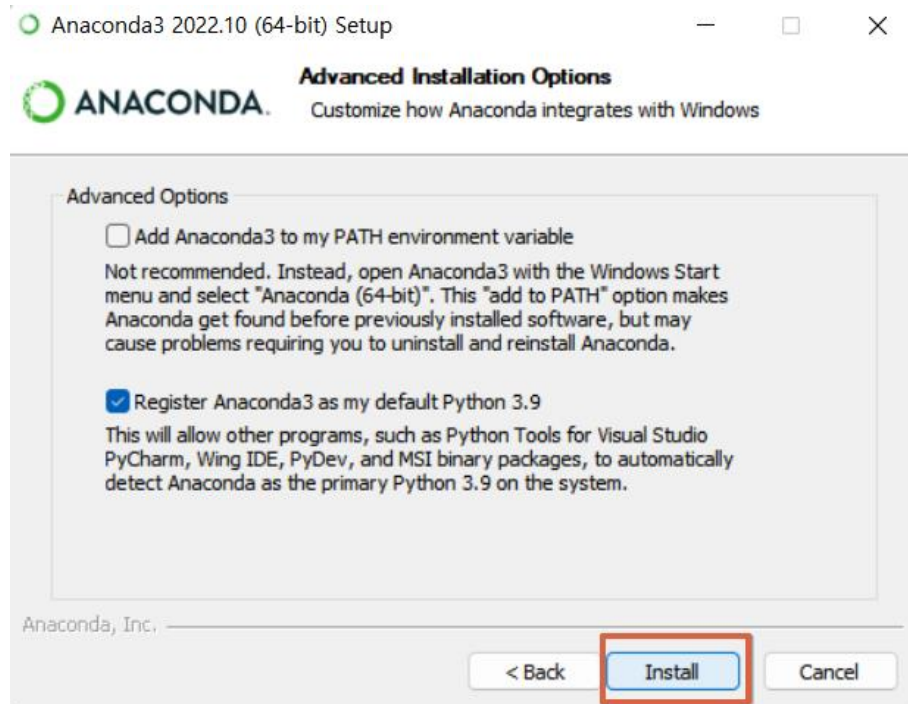 Anaconda3 2022.10 (64-bit) Setup
ANACONDA.
Advanced Installation Options
Customize how Anaconda integrates with Windows
Advanced Options
Add Anaconda3 to my PATH environment variable
Not recommended. Instead, open Anaconda3 with the Windows Start
menu and select "Anaconda (64-bit)". This "add to PATH" option makes
Anaconda get found before previously installed software, but may
cause problems requiring you to uninstall and reinstall Anaconda.
Register Anaconda3 as my default Python 3.9
This will allow other programs, such as Python Tools for Visual Studio
PyCharm, Wing IDE, PyDev, and MSI binary packages, to automatically
detect Anaconda as the primary Python 3.9 on the system.
Anaconda, Inc.
< Back Install Cancel